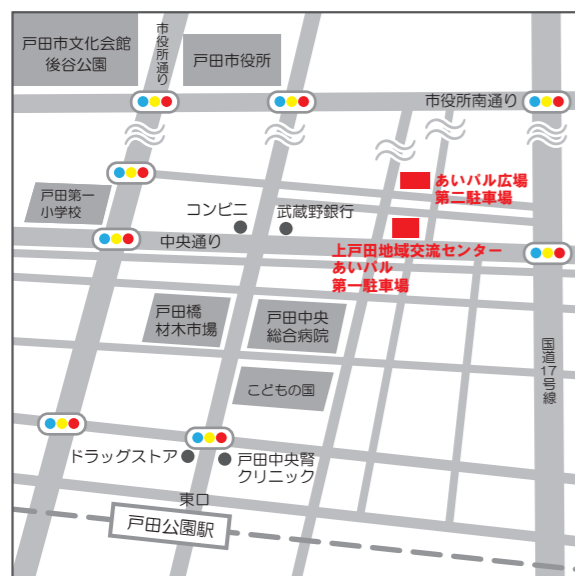 戸田市文化会館
後谷公園
市役所通り
戸田市役所
市役所南通り
あいパル広場
第二駐車場
戸田第一
小学校
コンビニ
武蔵野銀行
中央通り
上戸田地域交流センター
あいパル
第一駐車場
戸田橋
材木市場
戸田中央
総合病院
国道17号線
こどもの国
ドラッグストア
戸田中央腎
クリニック
東口
戸田公園駅